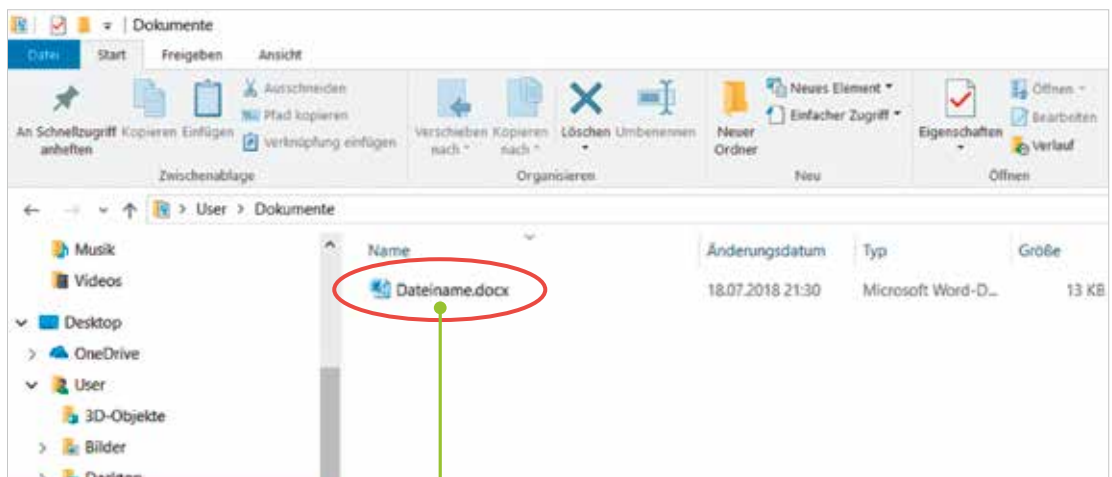 Dokumente
Datei Start Freigeben Ansicht
An Schnellzugriff anheften
Kopieren Einfügen
Ausschneiden
Pfad kopieren
Verknüpfung einfügen
Zwischenablage
Verschieben nach
Kopieren nach
Löschen Umbenennen
Organisieren
Neuer Ordner
Neues Element
Einfacher Zugriff
Neu
Eigenschaften
Öffnen
Bearbeiten
Verlauf
Öffnen
> User > Dokumente
Name Änderungsdatum Typ Größe
Dateiname.docx 18.07.2018 21:30 Microsoft Word-D... 13 KB
Musik
Videos
Desktop
OneDrive
User
3D-Objekte
Bilder
Desktop